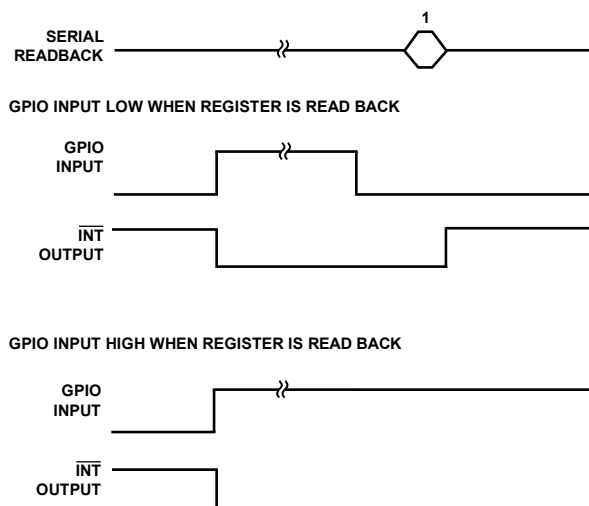 1
SERIAL
READBACK
GPIO INPUT LOW WHEN REGISTER IS READ BACK
GPIO
INPUT
INT
OUTPUT
GPIO INPUT HIGH WHEN REGISTER IS READ BACK
GPIO
INPUT
INT
OUTPUT